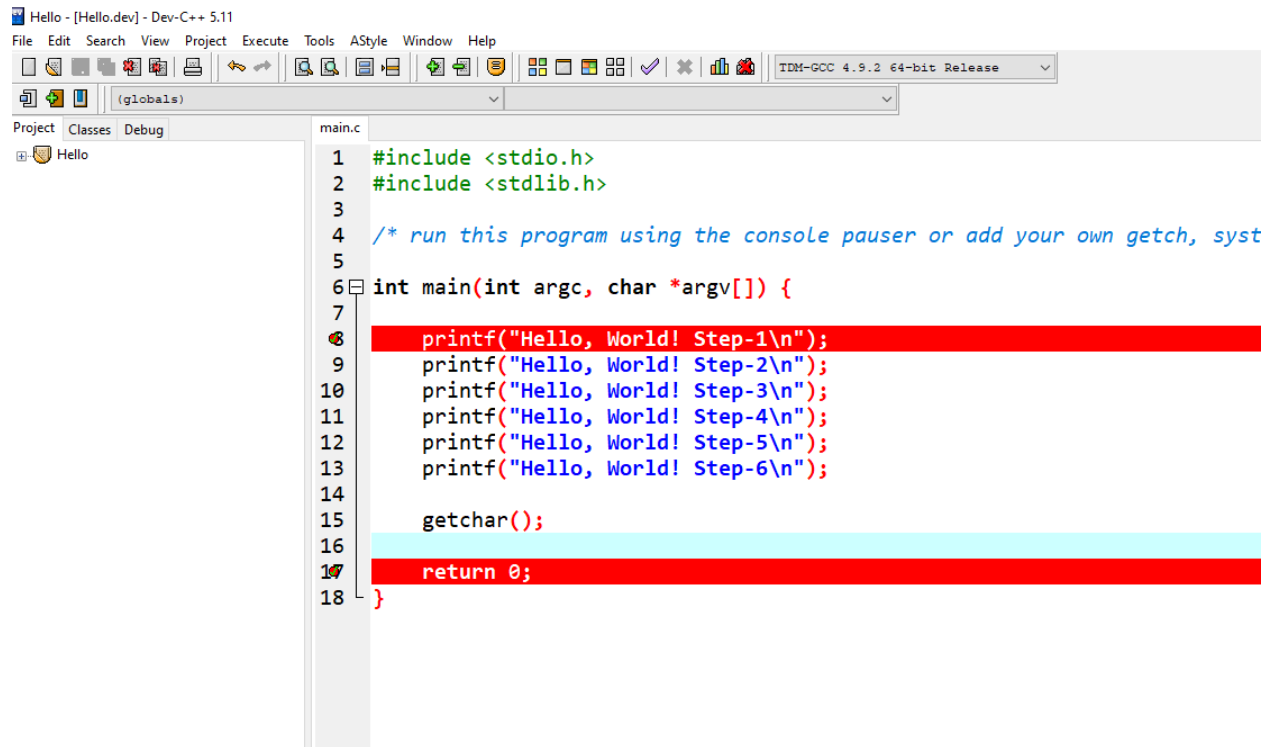 Hello - [Hello.dev] - Dev-C++ 5.11
File Edit Search View Project Execute Tools AStyle Window Help
TDM-GCC 4.9.2 64-bit Release
(globals)
Project Classes Debug
main.c
Hello
1 #include <stdio.h>
2 #include <stdlib.h>
3
4 /* run this program using the console pauser or add your own getch, syst
5
6 int main(int argc, char *argv[]) {
7
8 printf("Hello, World! Step-1\n");
9 printf("Hello, World! Step-2\n");
10 printf("Hello, World! Step-3\n");
11 printf("Hello, World! Step-4\n");
12 printf("Hello, World! Step-5\n");
13 printf("Hello, World! Step-6\n");
14
15 getchar();
16
17 return 0;
18 }